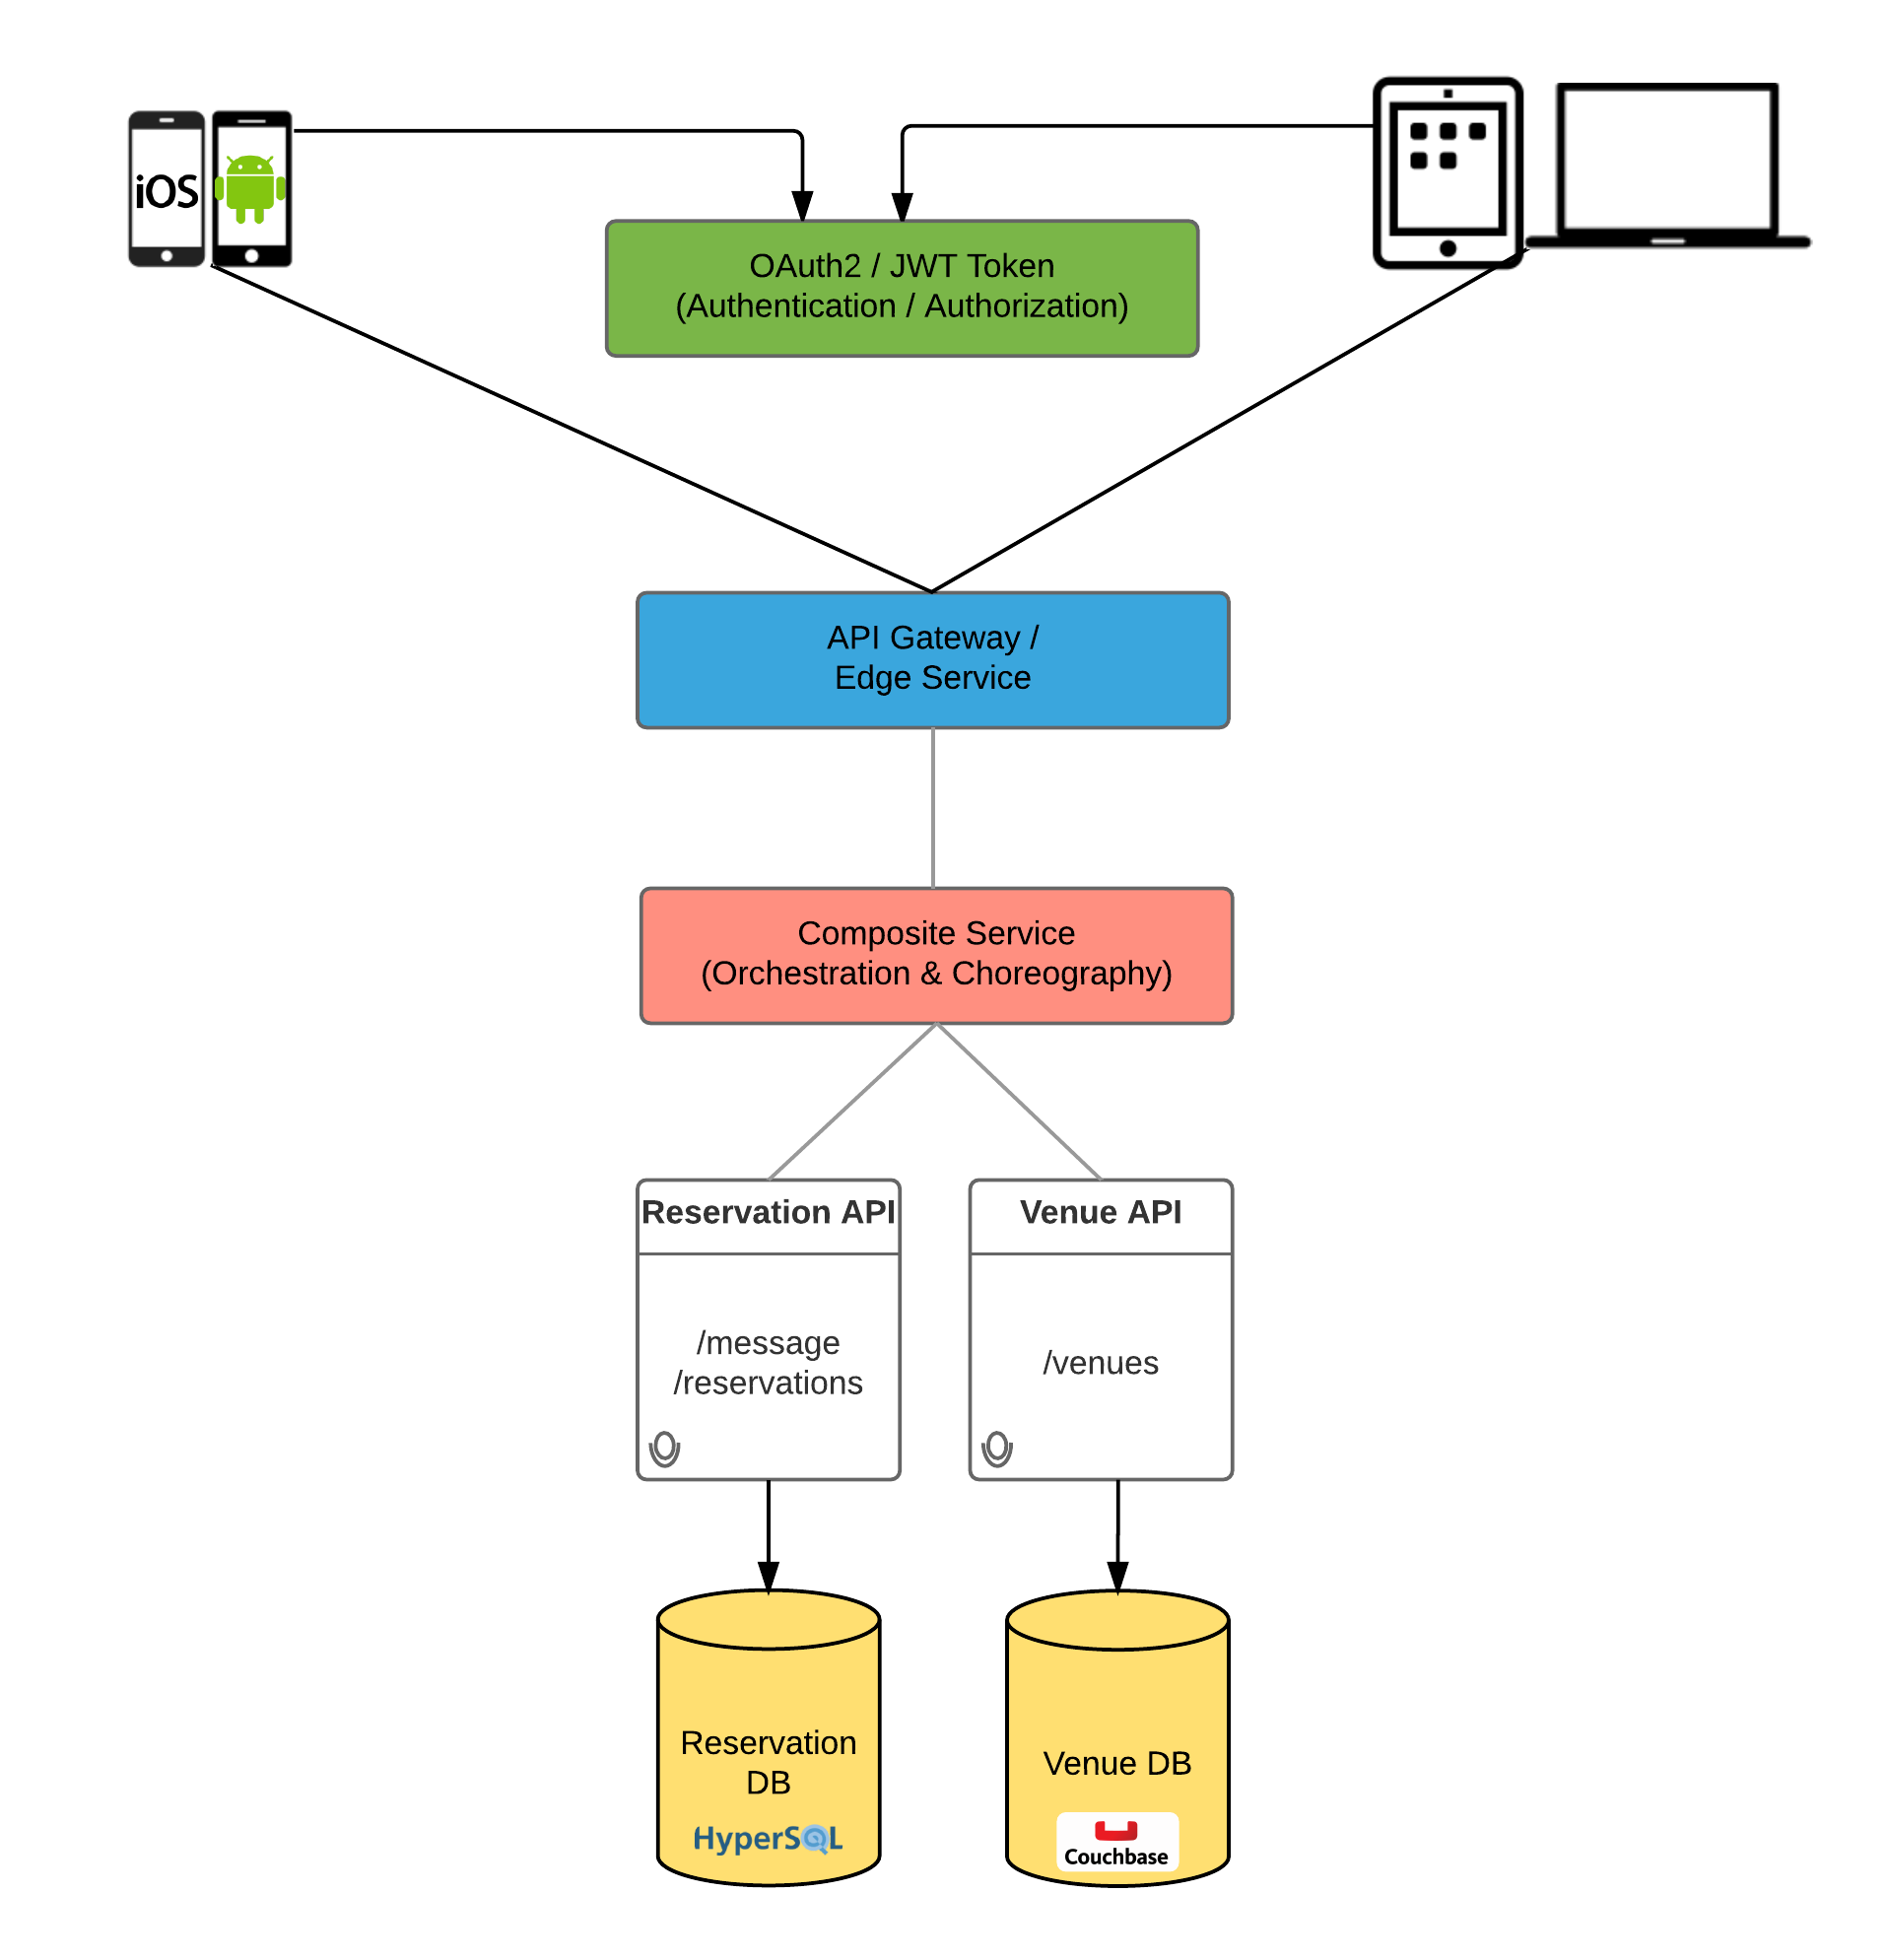 iOS
OAuth2 / JWT Token
(Authentication / Authorization)
API Gateway /
Edge Service
Composite Service
(Orchestration & Choreography)
Reservation API
/message
/reservations
Venue API
/venues
Reservation
DB
HyperSQL
Venue DB
Couchbase